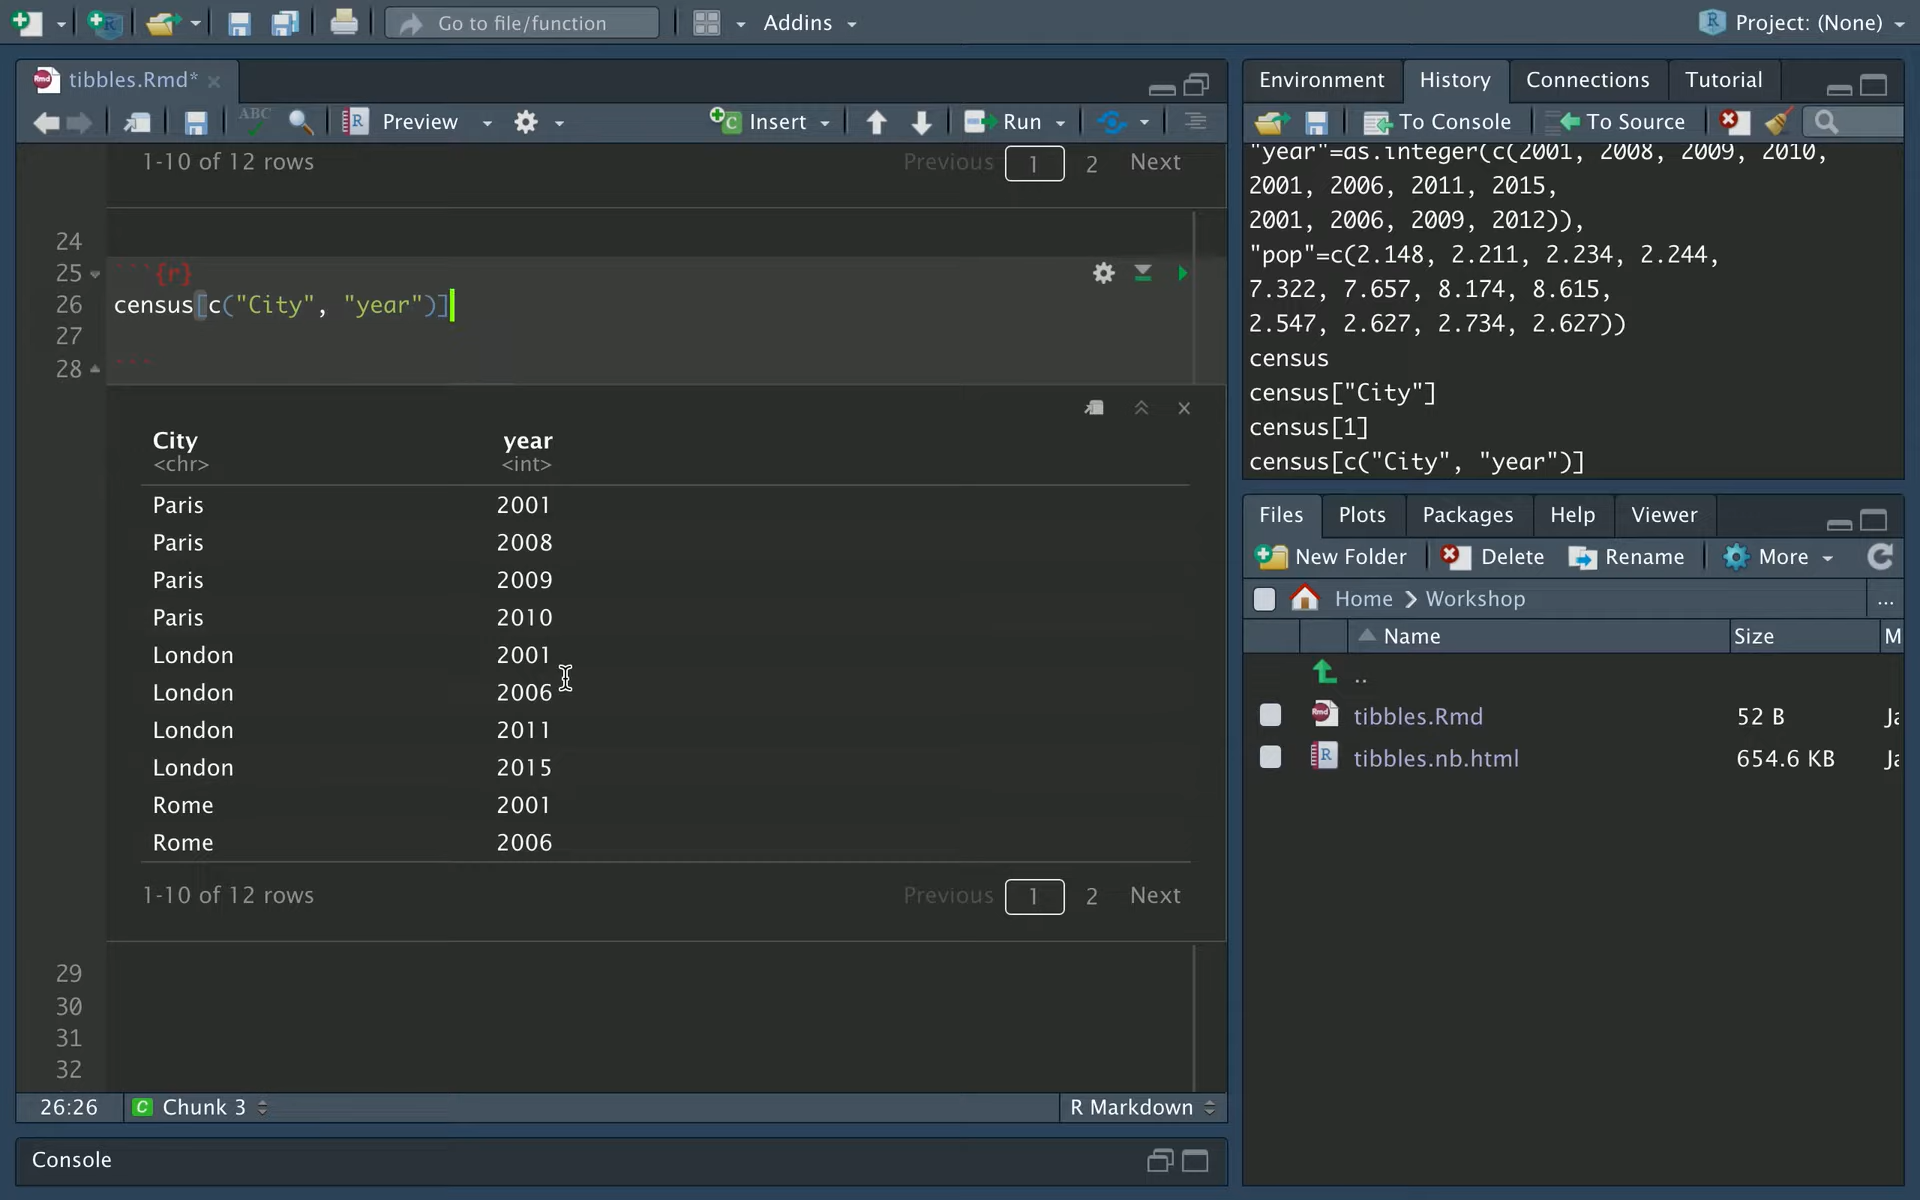 Go to file/function
Addins
Project: (None)
tibbles.Rmd*
ABC
Preview
Insert
Run
1-10 of 12 rows
Previous 1 2 Next
24
25 ```{r}
26 census[c("City", "year")]
27
28 ```
City year
<chr> <int>
Paris 2001
Paris 2008
Paris 2009
Paris 2010
London 2001
London 2006
London 2011
London 2015
Rome 2001
Rome 2006
1-10 of 12 rows
Previous 1 2 Next
29
30
31
32
26:26 C Chunk 3 R Markdown
Console
Environment History Connections Tutorial
To Console To Source
"year"=as.integer(c(2001, 2008, 2009, 2010,
2001, 2006, 2011, 2015,
2001, 2006, 2009, 2012)),
"pop"=c(2.148, 2.211, 2.234, 2.244,
7.322, 7.657, 8.174, 8.615,
2.547, 2.627, 2.734, 2.627))
census
census["City"]
census[1]
census[c("City", "year")]
Files Plots Packages Help Viewer
New Folder Delete Rename More
Home Workshop ...
Name Size M
..
tibbles.Rmd 52 B
tibbles.nb.html 654.6 KB